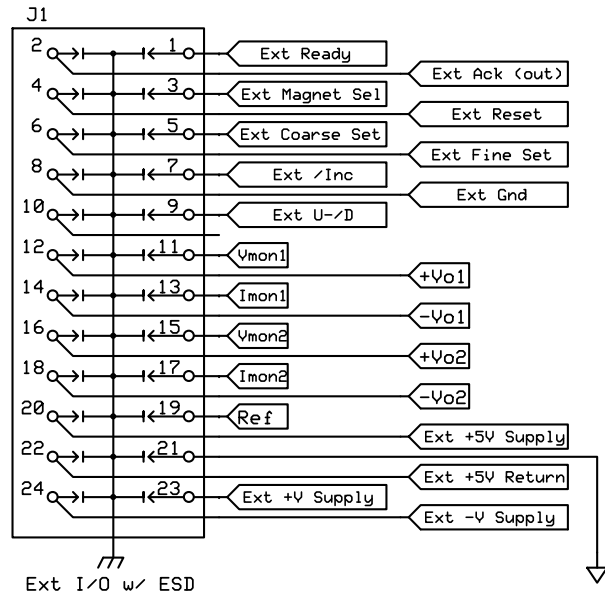 J1
2 1 Ext Ready
Ext Ack (out)
4 3 Ext Magnet Sel
Ext Reset
6 5 Ext Coarse Set
Ext Fine Set
8 7 Ext /Inc
Ext Gnd
10 9 Ext U-/D
12 11 Vmon1
+Vo1
14 13 Imon1
-Vo1
16 15 Vmon2
+Vo2
18 17 Imon2
-Vo2
20 19 Ref
Ext +5V Supply
22 21
Ext +5V Return
24 23 Ext +V Supply
Ext -V Supply
Ext I/O w/ ESD